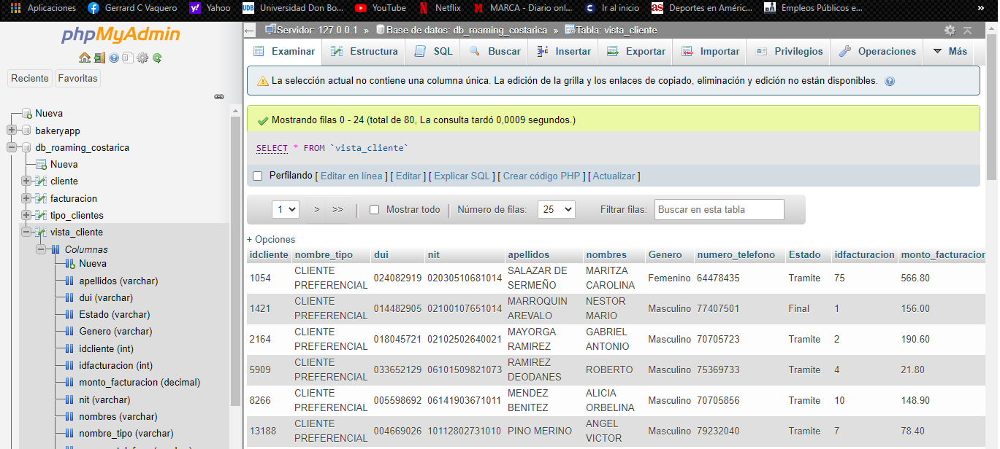 Aplicaciones Gerrard C Vaquero Yahoo Universidad Don Bo... YouTube Netflix MARCA - Diario onl... Ir al inicio Deportes en Améric... Empleos Públicos e... »
phpMyAdmin
Reciente Favoritas
Nueva
bakeryapp
db_roaming_costarica
Nueva
cliente
facturacion
tipo_clientes
vista_cliente
Columnas
Nueva
apellidos (varchar)
dui (varchar)
Estado (varchar)
Genero (varchar)
idcliente (int)
idfacturacion (int)
monto_facturacion (decimal)
nit (varchar)
nombres (varchar)
nombre_tipo (varchar)
Servidor: 127.0.0.1 » Base de datos: db_roaming_costarica » Tabla: vista_cliente
Examinar Estructura SQL Buscar Insertar Exportar Importar Privilegios Operaciones Más
La selección actual no contiene una columna única. La edición de la grilla y los enlaces de copiado, eliminación y edición no están disponibles.
Mostrando filas 0 - 24 (total de 80, La consulta tardó 0,0009 segundos.)
SELECT * FROM `vista_cliente`
Perfilando [ Editar en línea ] [ Editar ] [ Explicar SQL ] [ Crear código PHP ] [ Actualizar ]
1 > >> | Mostrar todo | Número de filas: 25 Filtrar filas: Buscar en esta tabla
+ Opciones
idcliente nombre_tipo dui nit apellidos nombres Genero numero_telefono Estado idfacturacion monto_facturacion
1054 CLIENTE PREFERENCIAL 024082919 02030510681014 SALAZAR DE SERMEÑO MARITZA CAROLINA Femenino 64478435 Tramite 75 566.80
1421 CLIENTE PREFERENCIAL 014482905 02100107651014 MARROQUIN AREVALO NESTOR MARIO Masculino 77407501 Final 1 156.00
2164 CLIENTE PREFERENCIAL 018045721 02102502640021 MAYORGA RAMIREZ GABRIEL ANTONIO Masculino 70705723 Tramite 2 190.60
5909 CLIENTE PREFERENCIAL 033652129 06101509821073 RAMIREZ DEODANES ROBERTO Masculino 75369733 Tramite 4 21.80
8266 CLIENTE PREFERENCIAL 005598692 06141903671011 MENDEZ BENITEZ ALICIA ORBELINA Masculino 70705856 Tramite 10 148.90
13188 CLIENTE PREFERENCIAL 004669026 10112802731010 PINO MERINO ANGEL VICTOR Masculino 79232040 Tramite 7 78.40